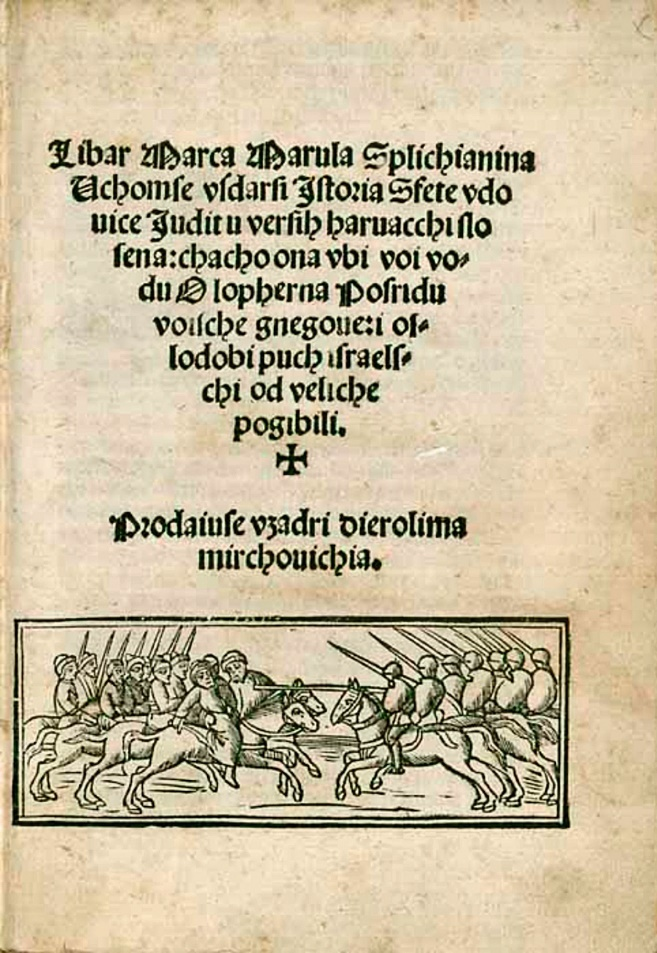 Libar Marca Marula Splichianina
Uchomse vsdarsi Istoria Sfete vdo
uice Judit u versih haruacchi slo
sena: chacho ona vbi voi vo-
du Olopherna Posridu
voische gnegoue: i os-
lodobi puch israels-
chi od veliche
pogibili.
Prodaiuse vzadri v ierolima
mirchouichia.